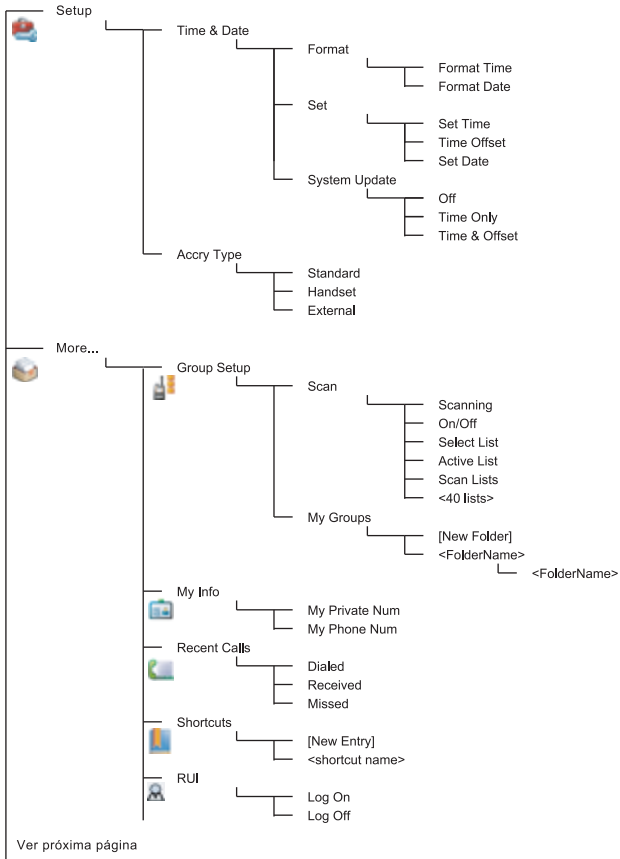 Setup
Time & Date
Format
Format Time
Format Date
Set
Set Time
Time Offset
Set Date
System Update
Off
Time Only
Time & Offset
Accry Type
Standard
Handset
External
More...
Group Setup
Scan
Scanning
On/Off
Select List
Active List
Scan Lists
<40 lists>
My Groups
[New Folder]
<FolderName>
<FolderName>
My Info
My Private Num
My Phone Num
Recent Calls
Dialed
Received
Missed
Shortcuts
[New Entry]
<shortcut name>
RUI
Log On
Log Off
Ver próxima página